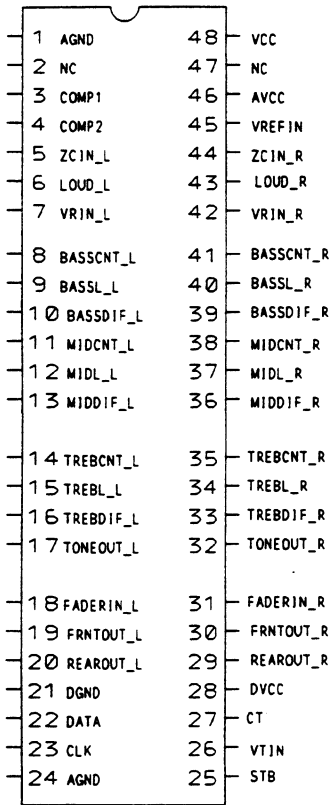 1 AGND 48 VCC
2 NC 47 NC
3 COMP1 46 AVCC
4 COMP2 45 VREFIN
5 ZCIN_L 44 ZCIN_R
6 LOUD_L 43 LOUD_R
7 VRIN_L 42 VRIN_R
8 BASSCNT_L 41 BASSCNT_R
9 BASSL_L 40 BASSL_R
10 BASSDIF_L 39 BASSDIF_R
11 MIDCNT_L 38 MIDCNT_R
12 MIDL_L 37 MIDL_R
13 MIDDIF_L 36 MIDDIF_R
14 TREBCNT_L 35 TREBCNT_R
15 TREBL_L 34 TREBL_R
16 TREBDIF_L 33 TREBDIF_R
17 TONEOUT_L 32 TONEOUT_R
18 FADERIN_L 31 FADERIN_R
19 FRNTOUT_L 30 FRNTOUT_R
20 REAROUT_L 29 REAROUT_R
21 DGND 28 DVCC
22 DATA 27 CT
23 CLK 26 VTIN
24 AGND 25 STB